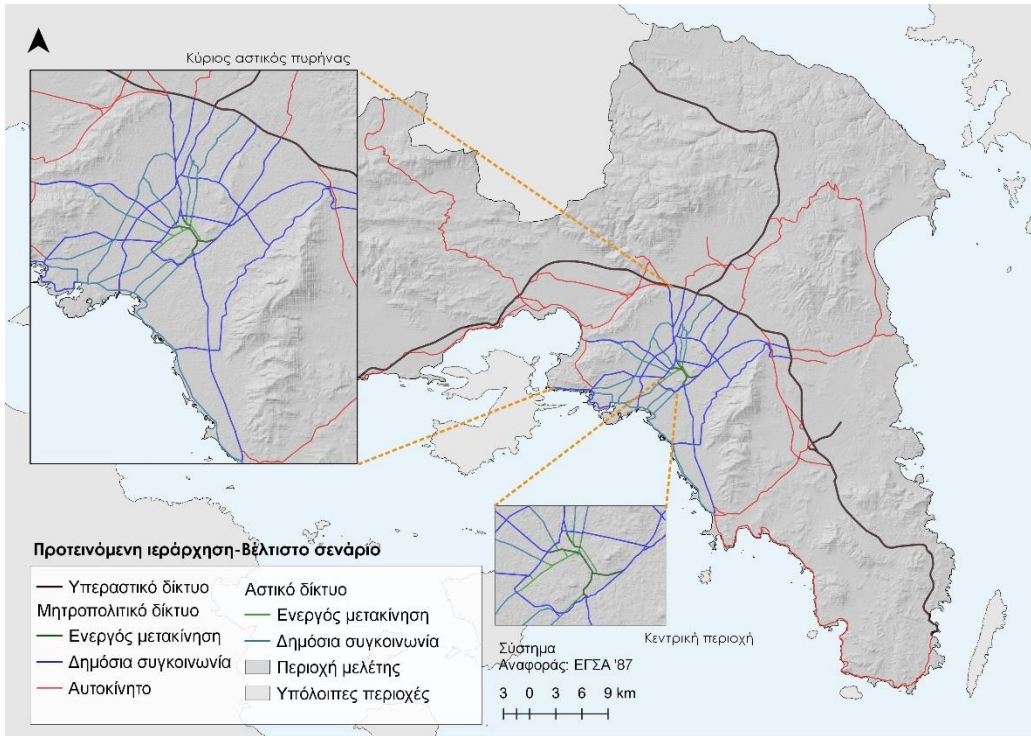 Κύριος αστικός πυρήνας
Προτεινόμενη ιεράρχηση-Βέλτιστο σενάριο
Υπεραστικό δίκτυο
Μητροπολιτικό δίκτυο
Ενεργός μετακίνηση
Δημόσια συγκοινωνία
Αυτοκίνητο
Αστικό δίκτυο
Ενεργός μετακίνηση
Δημόσια συγκοινωνία
Περιοχή μελέτης
Υπόλοιπες περιοχές
Κεντρική περιοχή
Σύστημα
Αναφοράς: ΕΓΣΑ '87
3 0 3 6 9 km